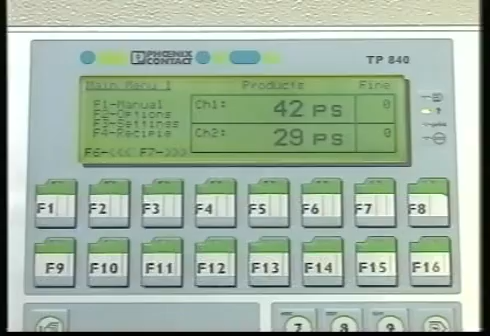 PHŒNIX
CONTACT
TP 840
Main Menu 1 Products Fine
F1-Manual
F2-Options
F3-Settings
F4-Recipie
F6-<<< F7->>>
Ch1: 42 PS 0
Ch2: 29 PS 0
F1 F2 F3 F4 F5 F6 F7 F8
F9 F10 F11 F12 F13 F14 F15 F16
7 8 9